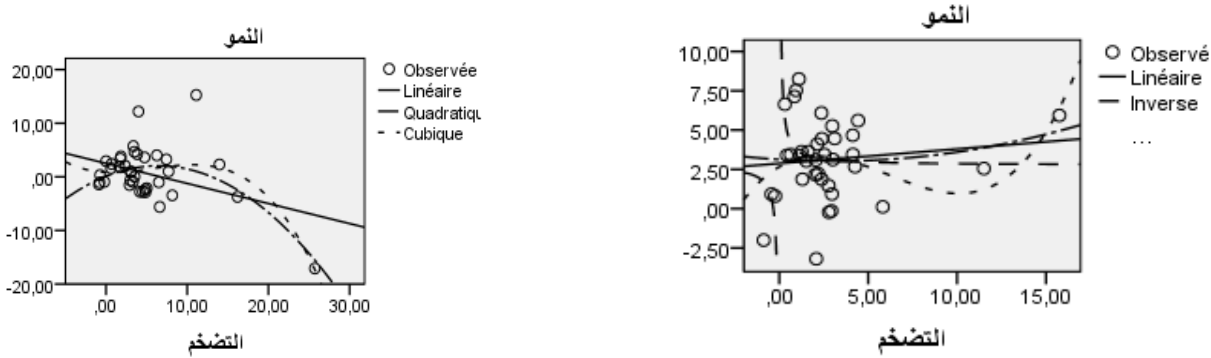 النمو
20,00
10,00
,00
-10,00
-20,00
,00 10,00 20,00 30,00
التضخم
Observée
Linéaire
Quadratiqu
Cubique
النمو
10,00
7,50
5,00
2,50
,00
-2,50
,00 5,00 10,00 15,00
التضخم
Observé
Linéaire
Inverse
...